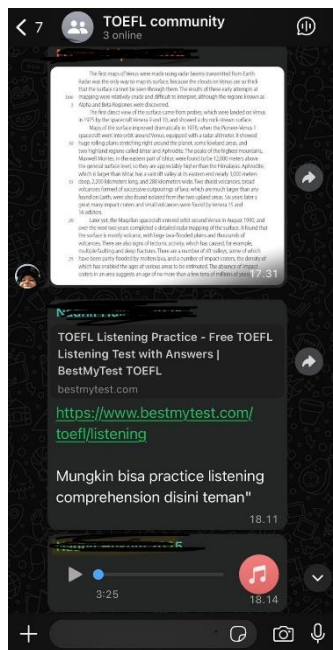 7
TOEFL community
3 online
The first maps of Venus were made using radar beams transmitted from Earth.
Radar was the only way to map its surface, because the clouds on Venus are so thick
that the surface cannot be seen through them. The results of these early attempts at
mapping were relatively crude and difficult to interpret, although the regions known as
Alpha and Beta Regiones were discovered.
The first direct view of the surface came from probes, which were landed on Venus
in 1975 by the spacecraft Venera 9 and 10, and showed a dry rock-strewn surface.
Maps of the surface improved dramatically in 1978, when the Pioneer-Venus 1
spacecraft went into orbit around Venus, equipped with a radar altimeter. It showed
huge rolling plains stretching right around the planet, some lowland areas, and
two highland regions called Ishtar and Aphrodite. The peaks of the highest mountains,
Maxwell Montes, in the eastern part of Ishtar, were found to be 12,000 meters above
the general surface level, so they are appreciably higher than the Himalayas. Aphrodite,
which is larger than Ishtar, has a vast rift valley at its eastern end nearly 3,000 meters
deep, 2,200 kilometers long, and 280 kilometers wide. Two shield volcanoes, broad
volcanoes formed of successive outpourings of lava, which are much larger than any
found on Earth, were also found isolated from the two upland areas. Six years later a
great many impact craters and small volcanoes were found by Venera 15 and
16 orbiters.
Later yet, the Magellan spacecraft entered orbit around Venus in August 1990, and
over the next two years completed a detailed radar mapping of the surface. It found that
the surface is mostly volcanic, with large lava-flooded plains and thousands of
volcanoes. There are also signs of tectonic activity, which has caused, for example,
multiple faulting and deep fractures. There are a number of rift valleys, some of which
have been partly flooded by molten lava, and a number of impact craters, the density of
which has enabled the ages of various areas to be estimated. The absence of impact
craters in an area suggests an age of no more than a few tens of millions of years.
17.31
TOEFL Listening Practice - Free TOEFL
Listening Test with Answers |
BestMyTest TOEFL
bestmytest.com
https://www.bestmytest.com/
toefl/listening
Mungkin bisa practice listening
comprehension disini teman"
18.11
3:25
18.14